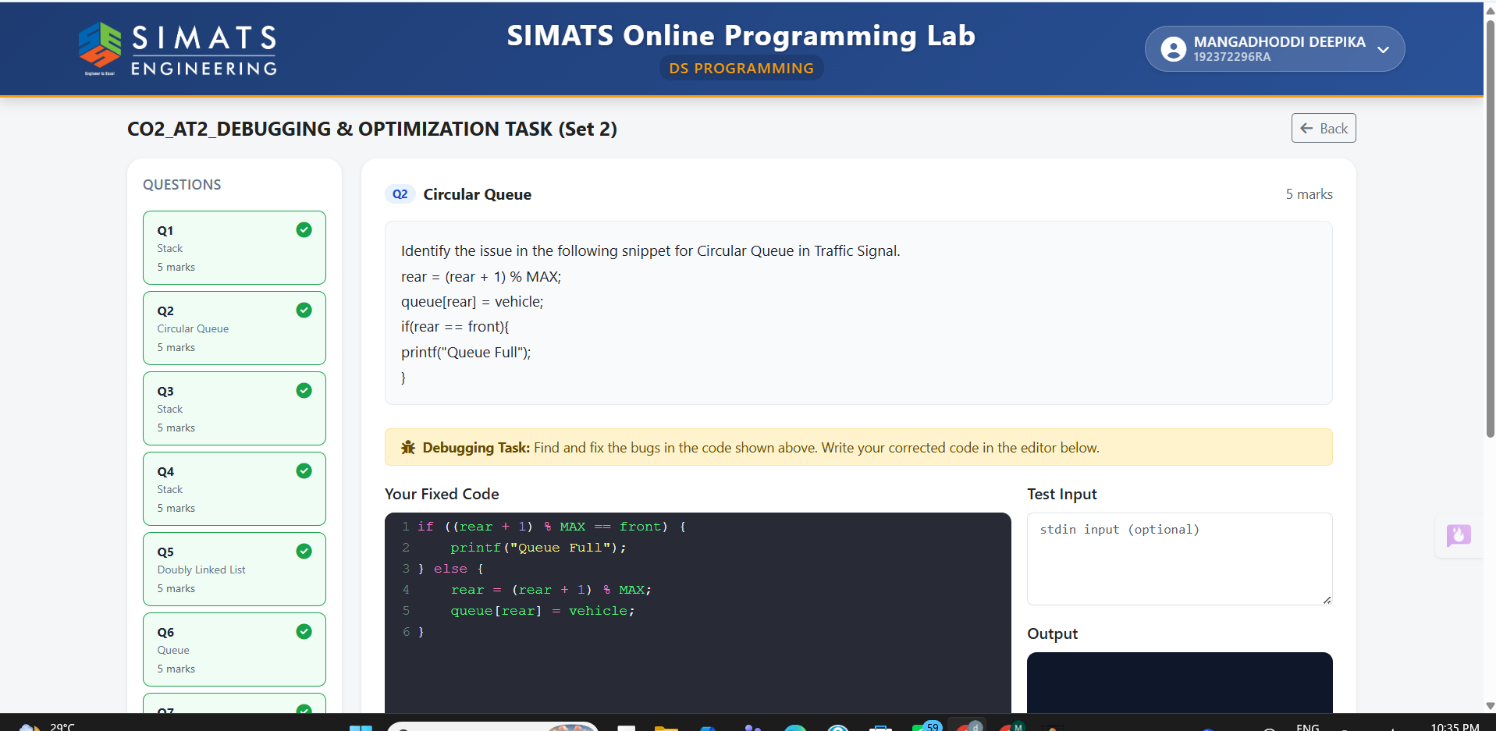 SIMATS
ENGINEERING
Engineer to Excel
SIMATS Online Programming Lab
DS PROGRAMMING
MANGADHODDI DEEPIKA
192372296RA
CO2_AT2_DEBUGGING & OPTIMIZATION TASK (Set 2)
Back
QUESTIONS
Q1
Stack
5 marks
Q2
Circular Queue
5 marks
Q3
Stack
5 marks
Q4
Stack
5 marks
Q5
Doubly Linked List
5 marks
Q6
Queue
5 marks
Q7
Q2 Circular Queue
5 marks
Identify the issue in the following snippet for Circular Queue in Traffic Signal.
rear = (rear + 1) % MAX;
queue[rear] = vehicle;
if(rear == front){
printf("Queue Full");
}
Debugging Task: Find and fix the bugs in the code shown above. Write your corrected code in the editor below.
Your Fixed Code
1 if ((rear + 1) % MAX == front) {
2     printf("Queue Full");
3 } else {
4     rear = (rear + 1) % MAX;
5     queue[rear] = vehicle;
6 }
Test Input
stdin input (optional)
Output
29°C
59
d
M
ENG
10:35 PM